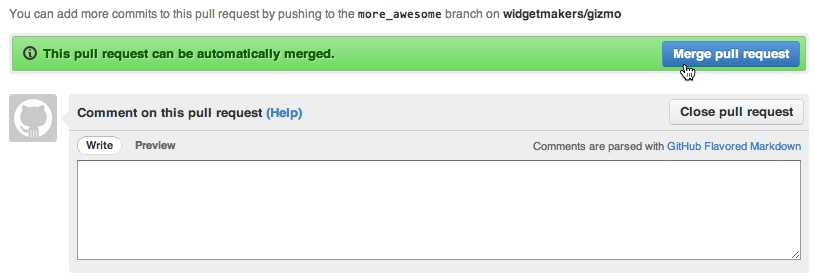 You can add more commits to this pull request by pushing to the more_awesome branch on widgetmakers/gizmo
This pull request can be automatically merged. Merge pull request
Comment on this pull request (Help) Close pull request
Write Preview Comments are parsed with GitHub Flavored Markdown